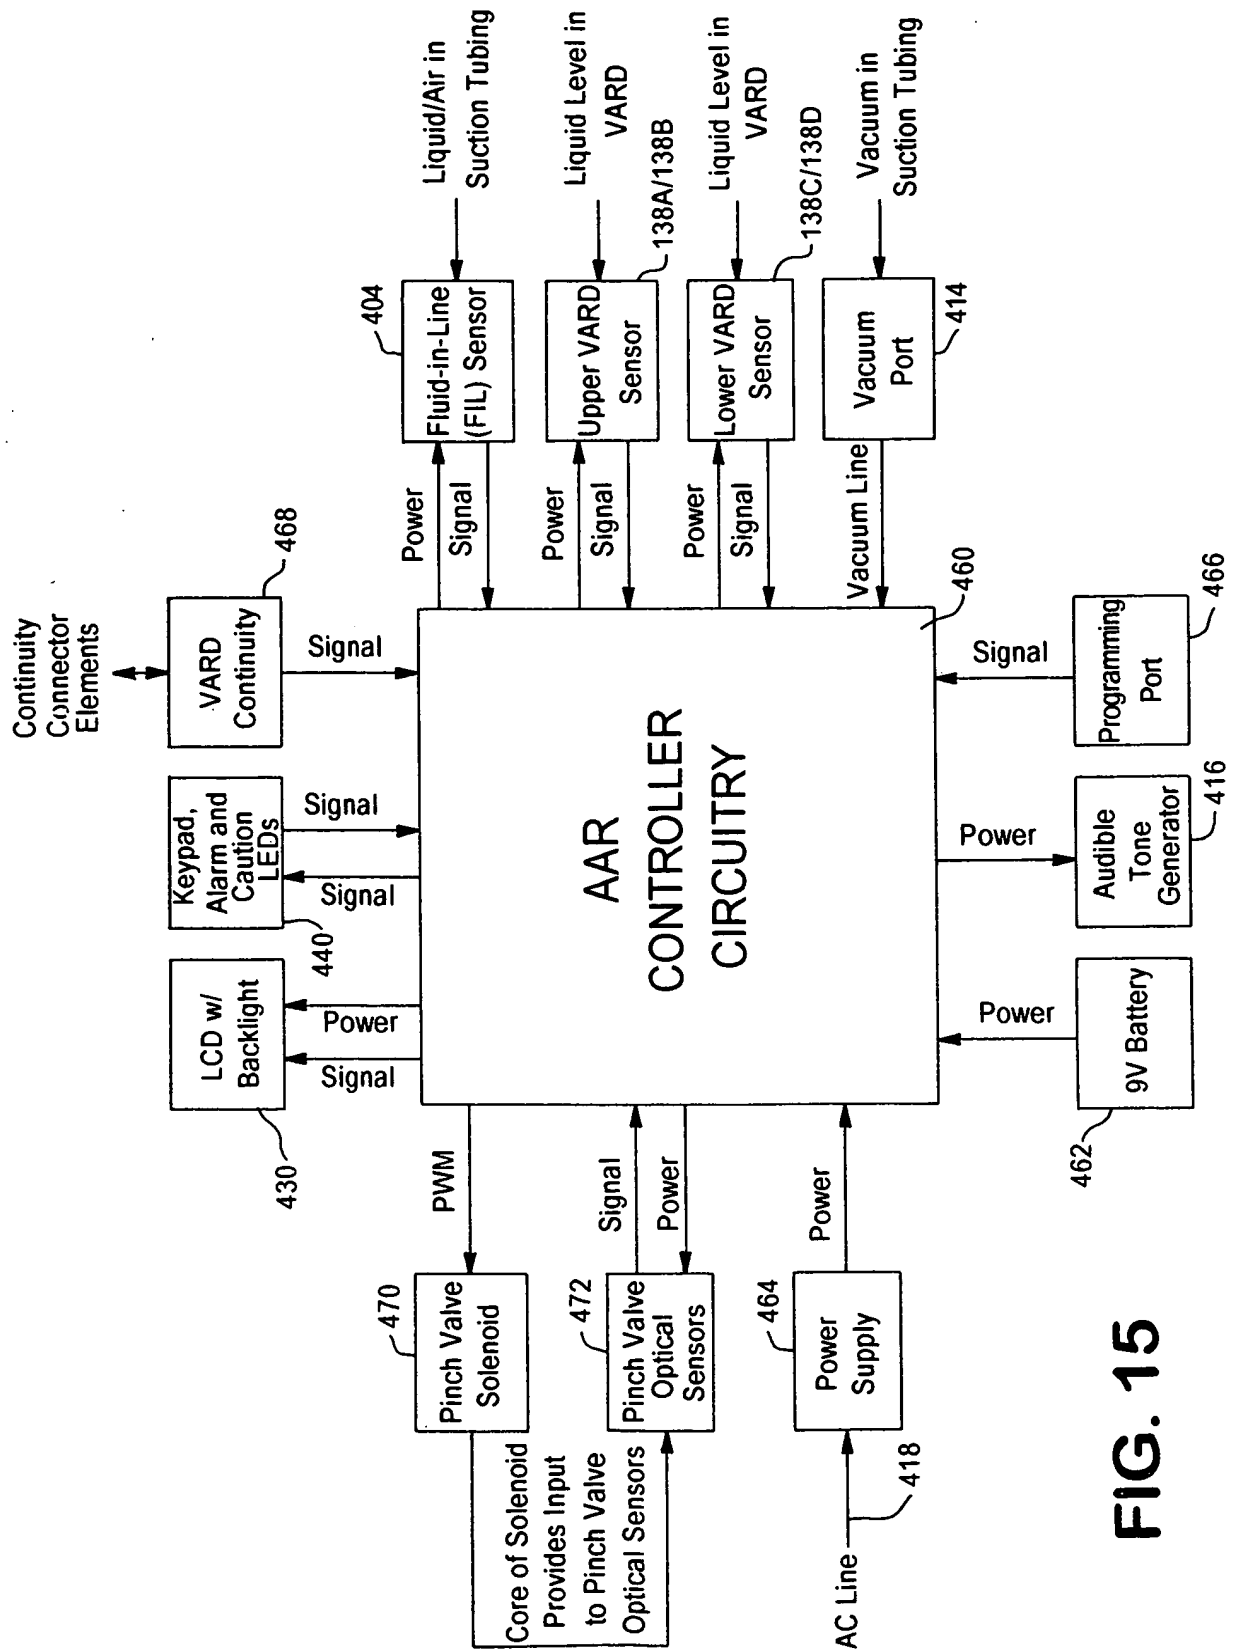 Continuity
Connector
Elements
430
LCD w/
Backlight
Signal
Power
440
Keypad,
Alarm and
Caution
LEDs
Signal
Signal
468
VARD
Continuity
Signal
470
Pinch Valve
Solenoid
PWM
Core of Solenoid
Provides Input
to Pinch Valve
Optical Sensors
472
Pinch Valve
Optical
Sensors
Signal
Power
464
Power
Supply
Power
AC Line
418
AAR
CONTROLLER
CIRCUITRY
460
404
Fluid-in-Line
(FIL) Sensor
Power
Signal
Liquid/Air in
Suction Tubing
Upper VARD
Sensor
138A/138B
Power
Signal
Liquid Level in
VARD
Lower VARD
Sensor
138C/138D
Power
Signal
Liquid Level in
VARD
Vacuum
Port
414
Vacuum Line
Vacuum in
Suction Tubing
462
9V Battery
Power
Audible
Tone
Generator
416
Power
Programming
Port
466
Signal
FIG. 15